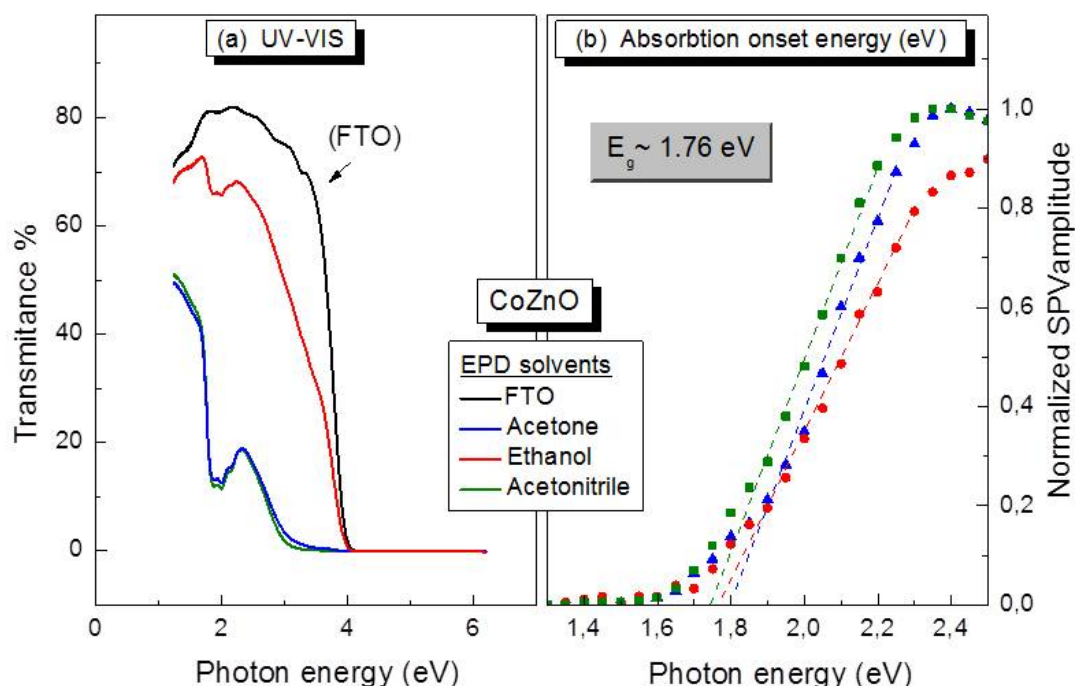 (a) UV-VIS
(b) Absorbtion onset energy (eV)
(FTO)
E_g ~ 1.76 eV
CoZnO
EPD solvents
FTO
Acetone
Ethanol
Acetonitrile
Transmitance %
80
60
40
20
0
0
2
4
6
Photon energy (eV)
1,4
1,6
1,8
2,0
2,2
2,4
Photon energy (eV)
1,0
0,8
0,6
0,4
0,2
0,0
Normalized SPVamplitude